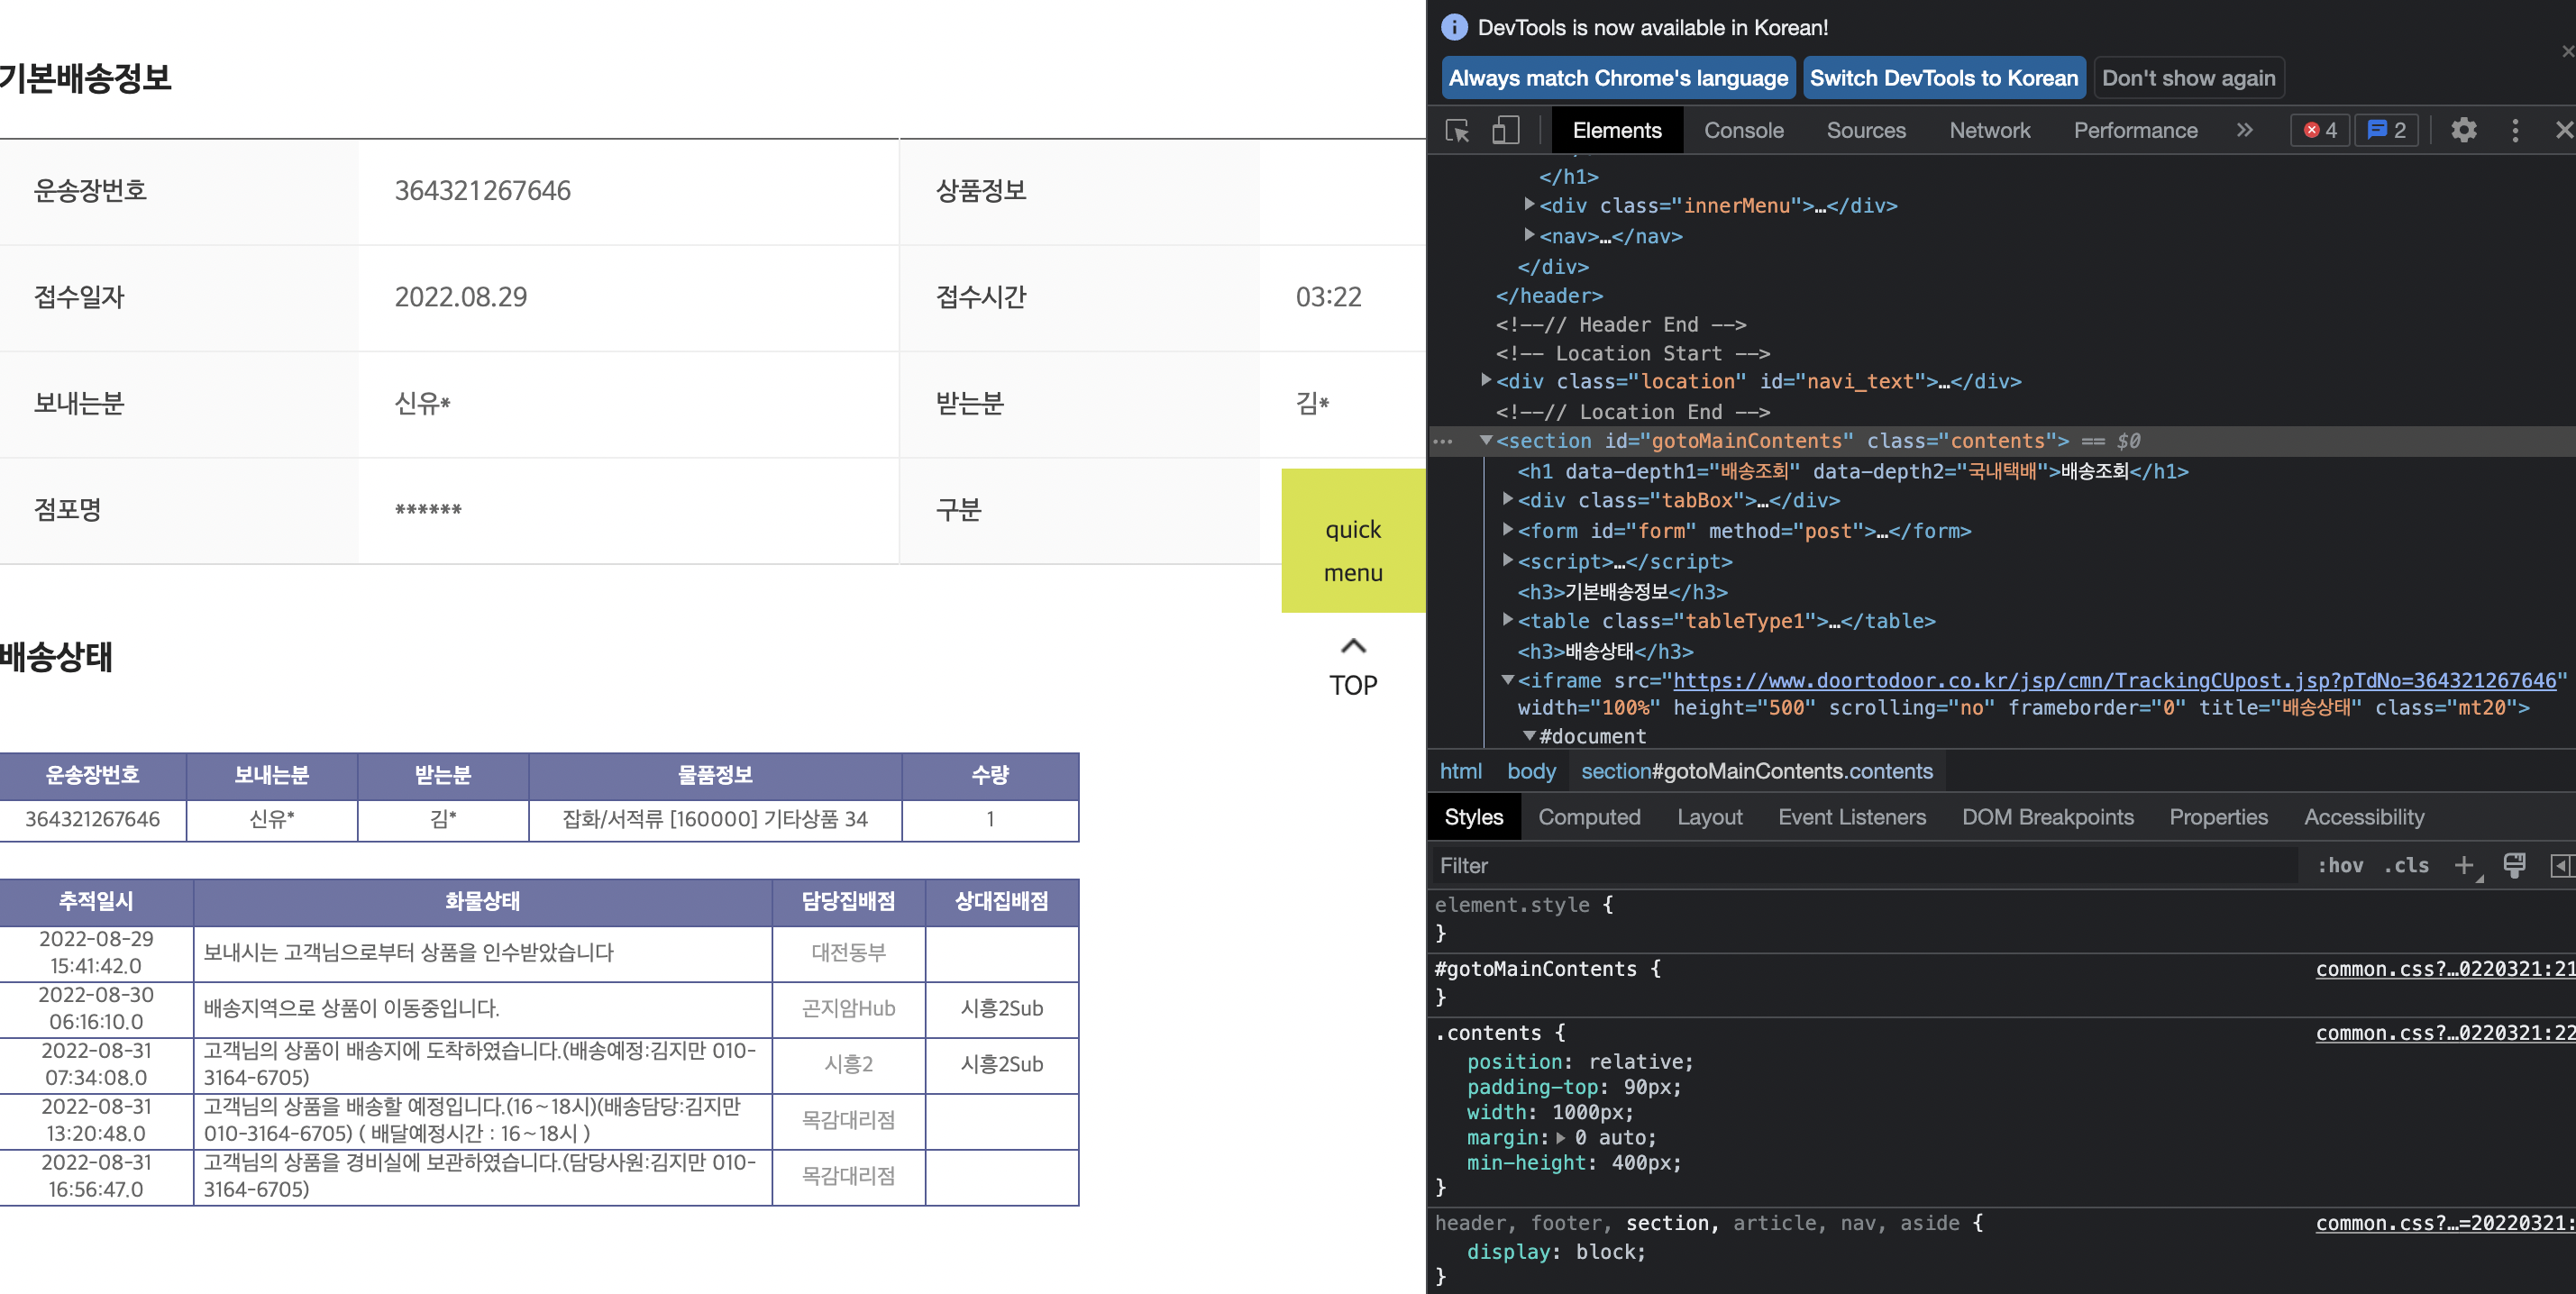 기본배송정보
운송장번호 364321267646 상품정보
접수일자 2022.08.29 접수시간 03:22
보내는분 신유* 받는분 김*
점포명 ****** 구분
quick
menu
TOP
배송상태
운송장번호 보내는분 받는분 물품정보 수량
364321267646 신유* 김* 잡화/서적류 [160000] 기타상품 34 1
추적일시 화물상태 담당집배점 상대집배점
2022-08-29
15:41:42.0
보내시는 고객님으로부터 상품을 인수받았습니다
대전동부
2022-08-30
06:16:10.0
배송지역으로 상품이 이동중입니다.
곤지암Hub 시흥2Sub
2022-08-31
07:34:08.0
고객님의 상품이 배송지에 도착하였습니다.(배송예정:김지만 010-
3164-6705)
시흥2 시흥2Sub
2022-08-31
13:20:48.0
고객님의 상품을 배송할 예정입니다.(16~18시)(배송담당:김지만
010-3164-6705) ( 배달예정시간 : 16~18시 )
목감대리점
2022-08-31
16:56:47.0
고객님의 상품을 경비실에 보관하였습니다.(담당사원:김지만 010-
3164-6705)
목감대리점
DevTools is now available in Korean!
Always match Chrome's language Switch DevTools to Korean Don't show again
Elements Console Sources Network Performance » 4 2
</h1>
<div class="innerMenu">…</div>
<nav>…</nav>
</div>
</header>
<!--// Header End -->
<!-- Location Start -->
<div class="location" id="navi_text">…</div>
<!--// Location End -->
<section id="gotoMainContents" class="contents"> == $0
<h1 data-depth1="배송조회" data-depth2="국내택배">배송조회</h1>
<div class="tabBox">…</div>
<form id="form" method="post">…</form>
<script>…</script>
<h3>기본배송정보</h3>
<table class="tableType1">…</table>
<h3>배송상태</h3>
<iframe src="https://www.doortodoor.co.kr/jsp/cmn/TrackingCUpost.jsp?pTdNo=364321267646"
width="100%" height="500" scrolling="no" frameborder="0" title="배송상태" class="mt20">
#document
html body section#gotoMainContents.contents
Styles Computed Layout Event Listeners DOM Breakpoints Properties Accessibility
Filter :hov .cls +
element.style {
}
#gotoMainContents { common.css?…0220321:21
}
.contents { common.css?…0220321:22
position: relative;
padding-top: 90px;
width: 1000px;
margin: 0 auto;
min-height: 400px;
}
header, footer, section, article, nav, aside { common.css?…=20220321:
display: block;
}